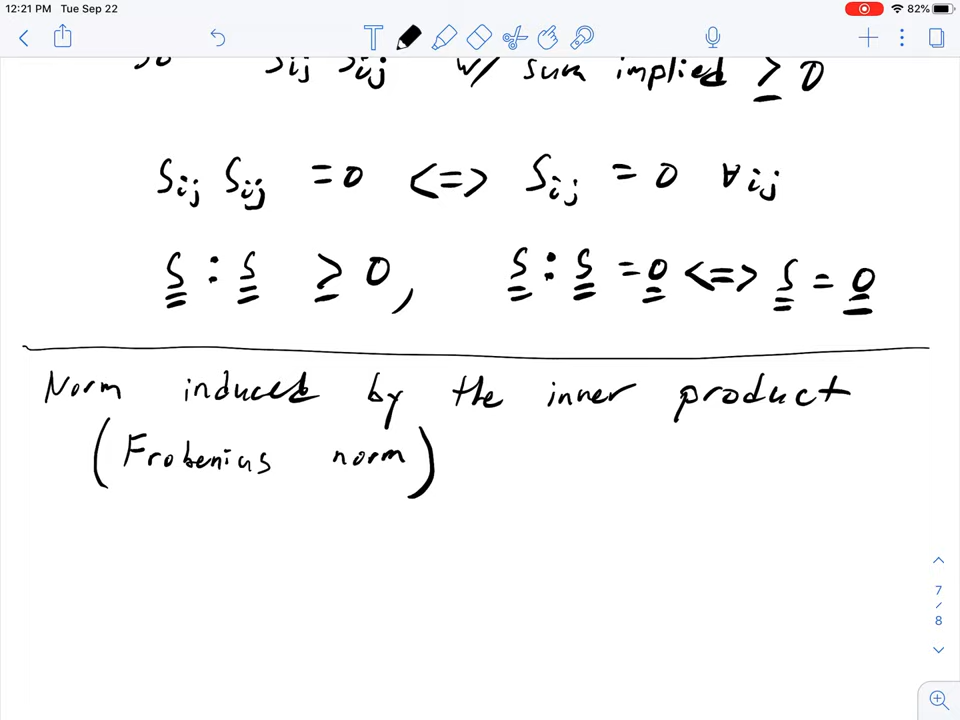 12:21 PM Tue Sep 22
82%
So Sij Sij w/ sum implied ≥ 0
Sij Sij = 0 <=> Sij = 0 ∀ij
S : S ≥ 0, S : S = 0 <=> S = 0
Norm induced by the inner product
(Frobenius norm)
7
/
8